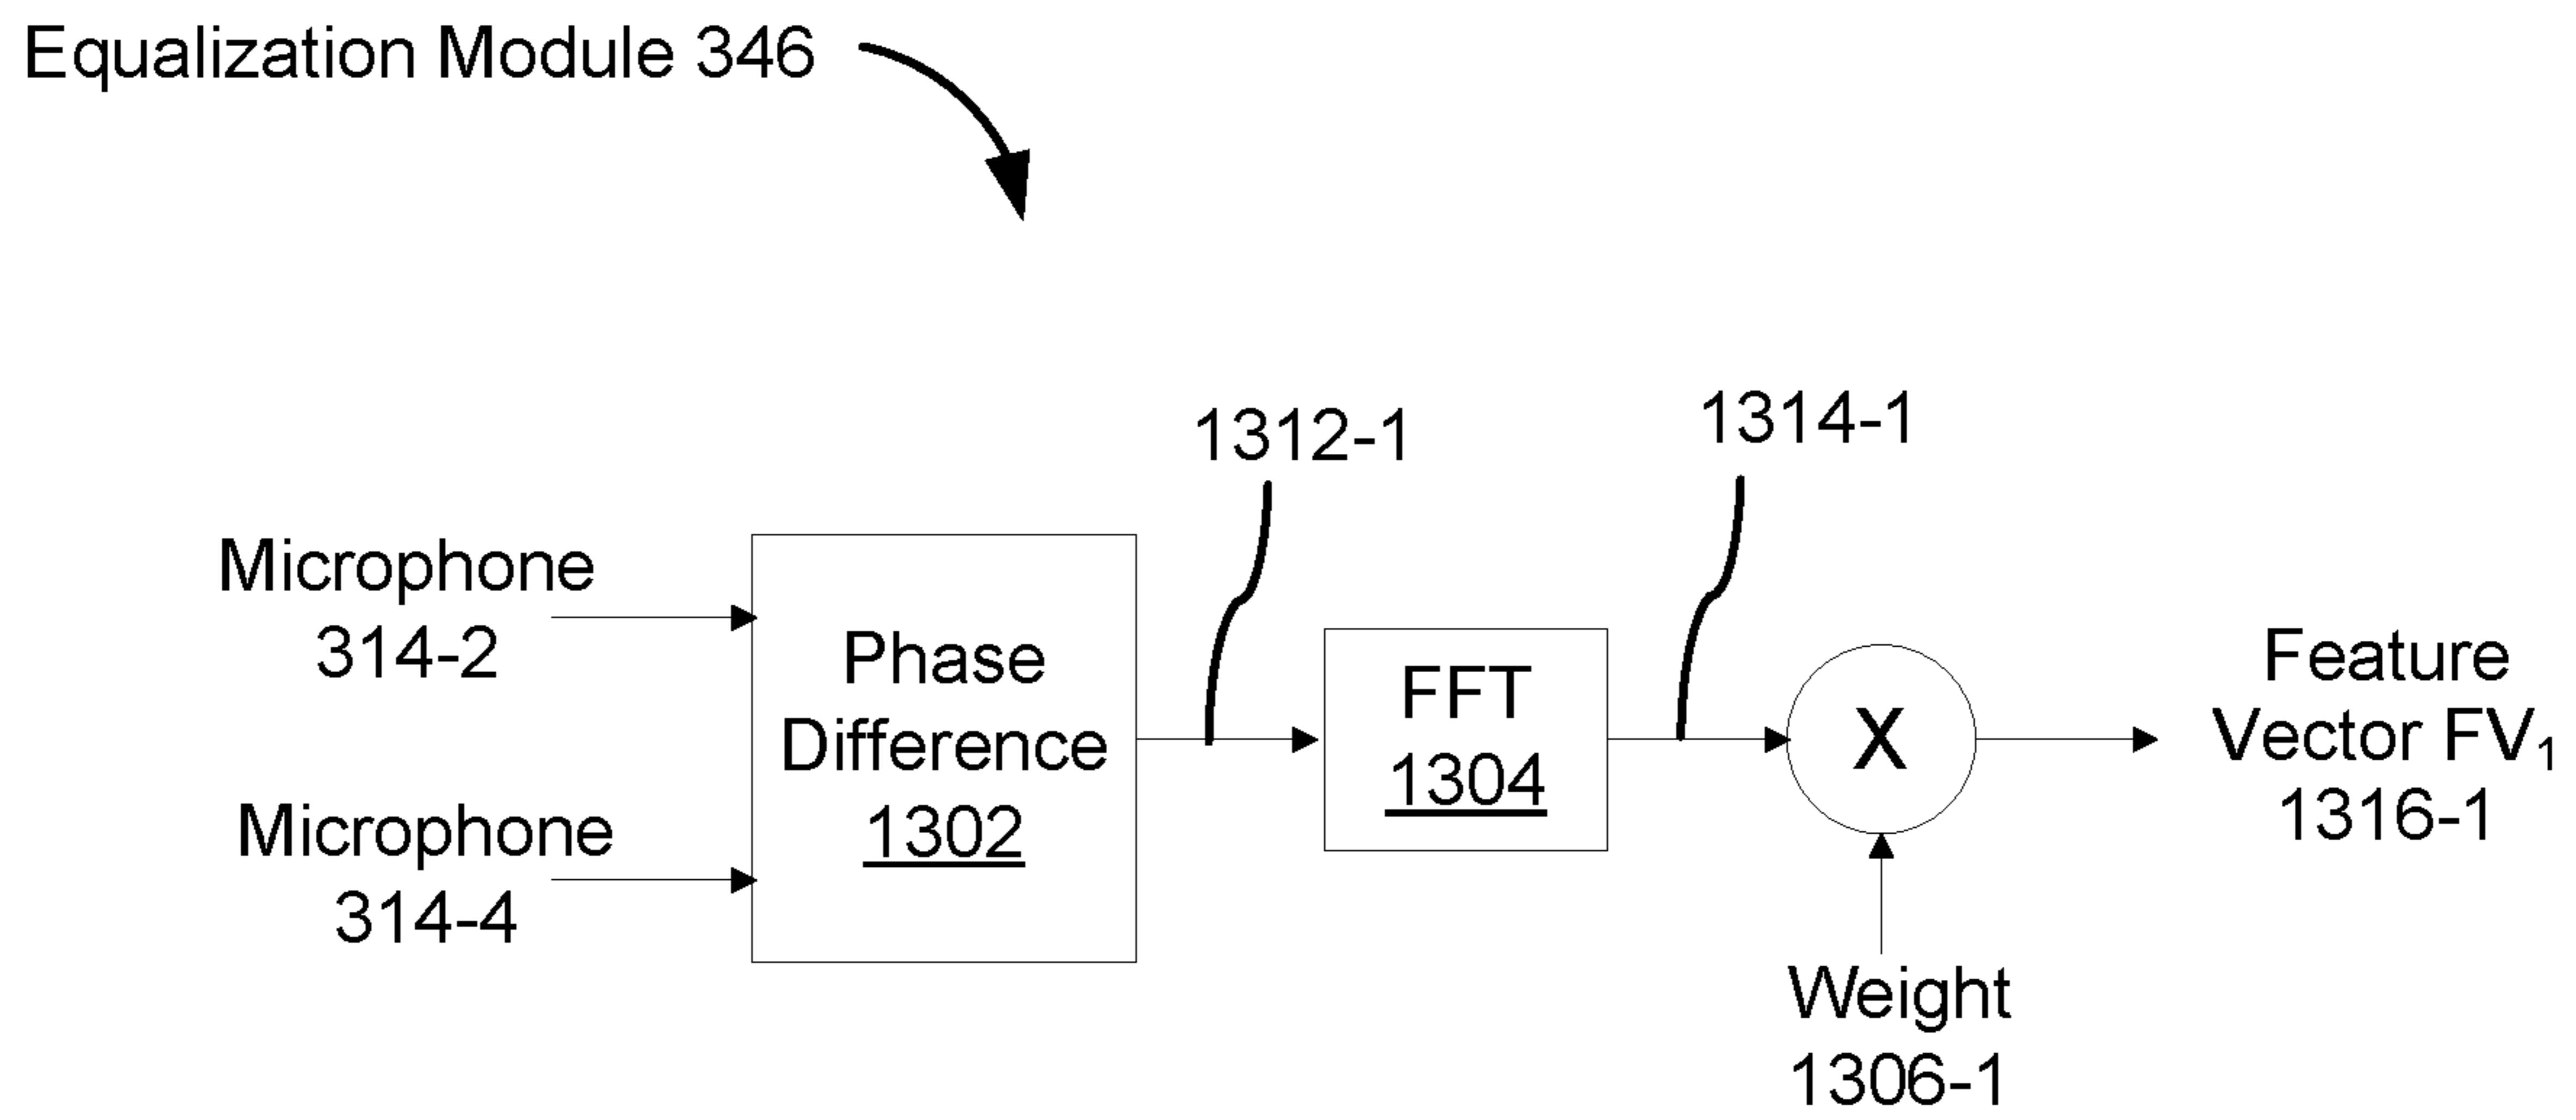 Equalization Module 346
1312-1
1314-1
Microphone
314-2
Microphone
314-4
Phase
Difference
1302
FFT
1304
X
Weight
1306-1
Feature
Vector FV₁
1316-1